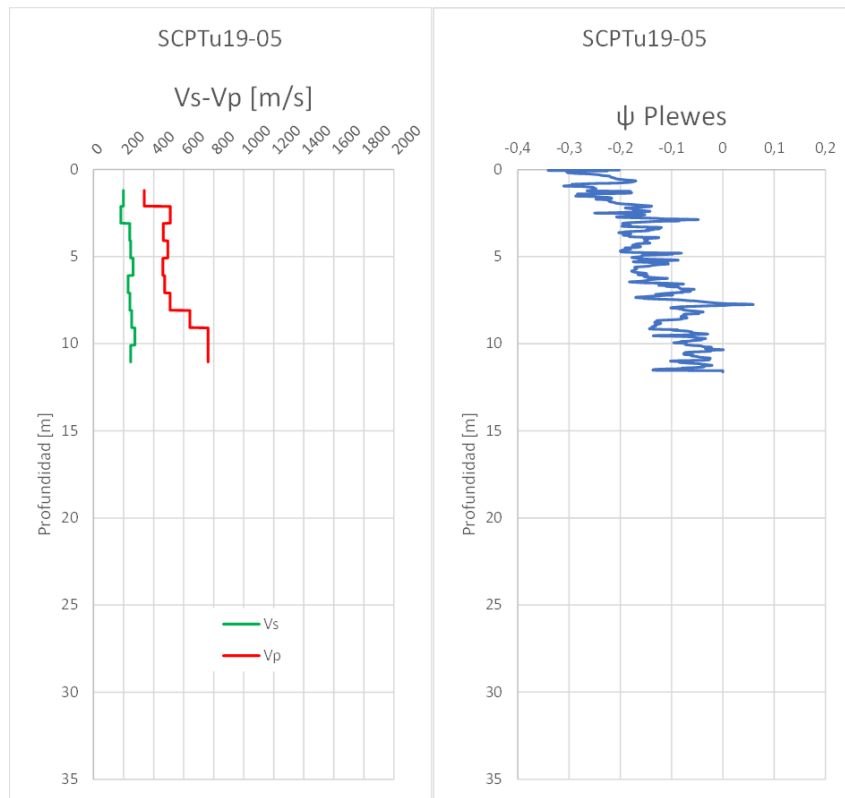 SCPTu19-05
Vs-Vp [m/s]
0 200 400 600 800 1000 1200 1400 1600 1800 2000
0
5
10
15
20
25
30
35
Profundidad [m]
Vs
Vp
SCPTu19-05
ψ Plewes
-0,4 -0,3 -0,2 -0,1 0 0,1 0,2
0
5
10
15
20
25
30
35
Profundidad [m]